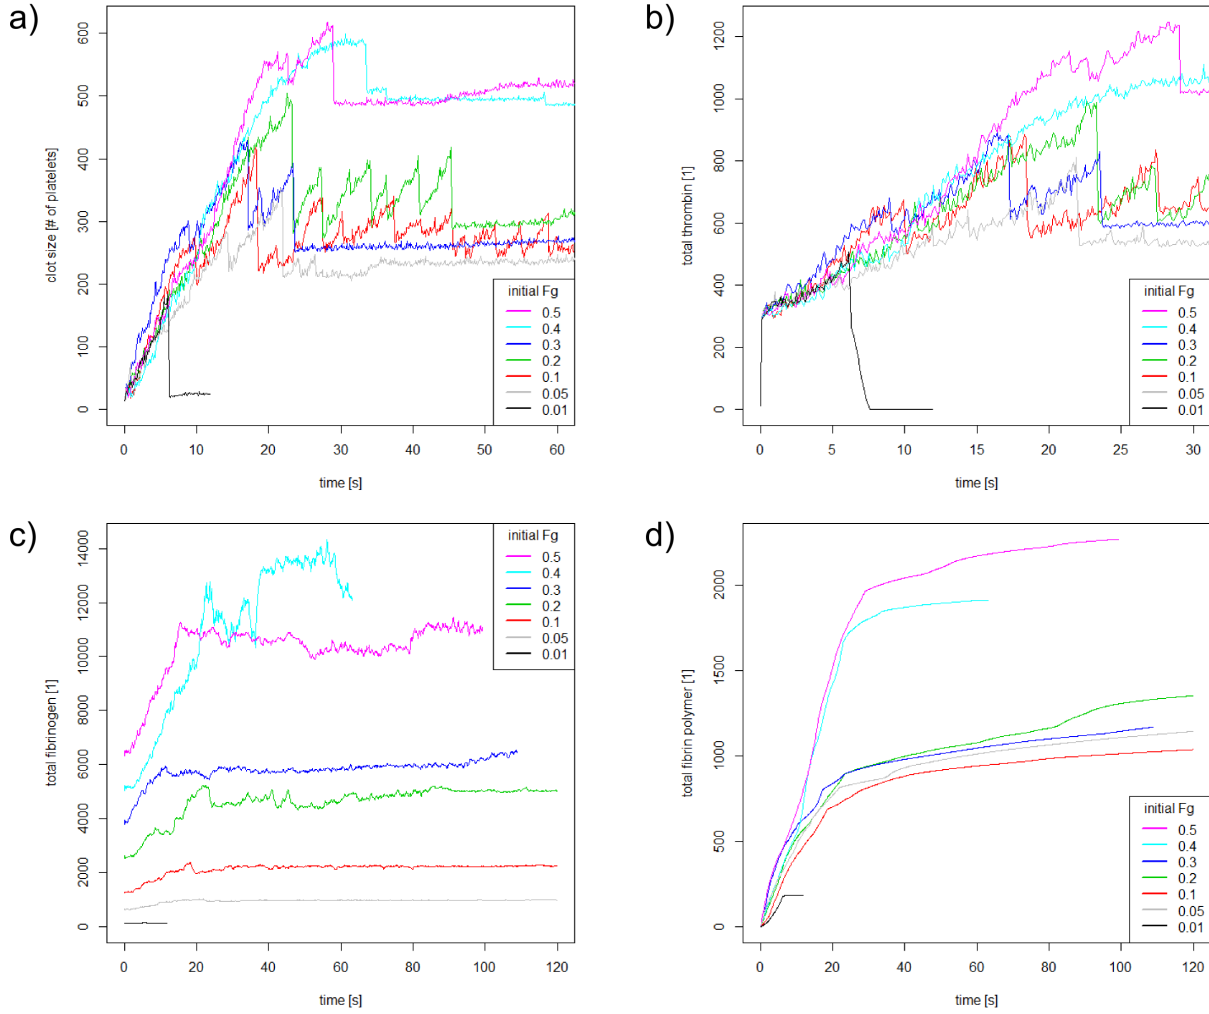 a)
clot size [# of platelets]
600
500
400
300
200
100
0
0 10 20 30 40 50 60
time [s]
initial Fg
0.5
0.4
0.3
0.2
0.1
0.05
0.01
b)
total thrombin [1]
1200
1000
800
600
400
200
0
0 5 10 15 20 25 30
time [s]
initial Fg
0.5
0.4
0.3
0.2
0.1
0.05
0.01
c)
total fibrinogen [1]
14000
12000
10000
8000
6000
4000
2000
0
0 20 40 60 80 100 120
time [s]
initial Fg
0.5
0.4
0.3
0.2
0.1
0.05
0.01
d)
total fibirin polymer [1]
2000
1500
1000
500
0
0 20 40 60 80 100 120
time [s]
initial Fg
0.5
0.4
0.3
0.2
0.1
0.05
0.01